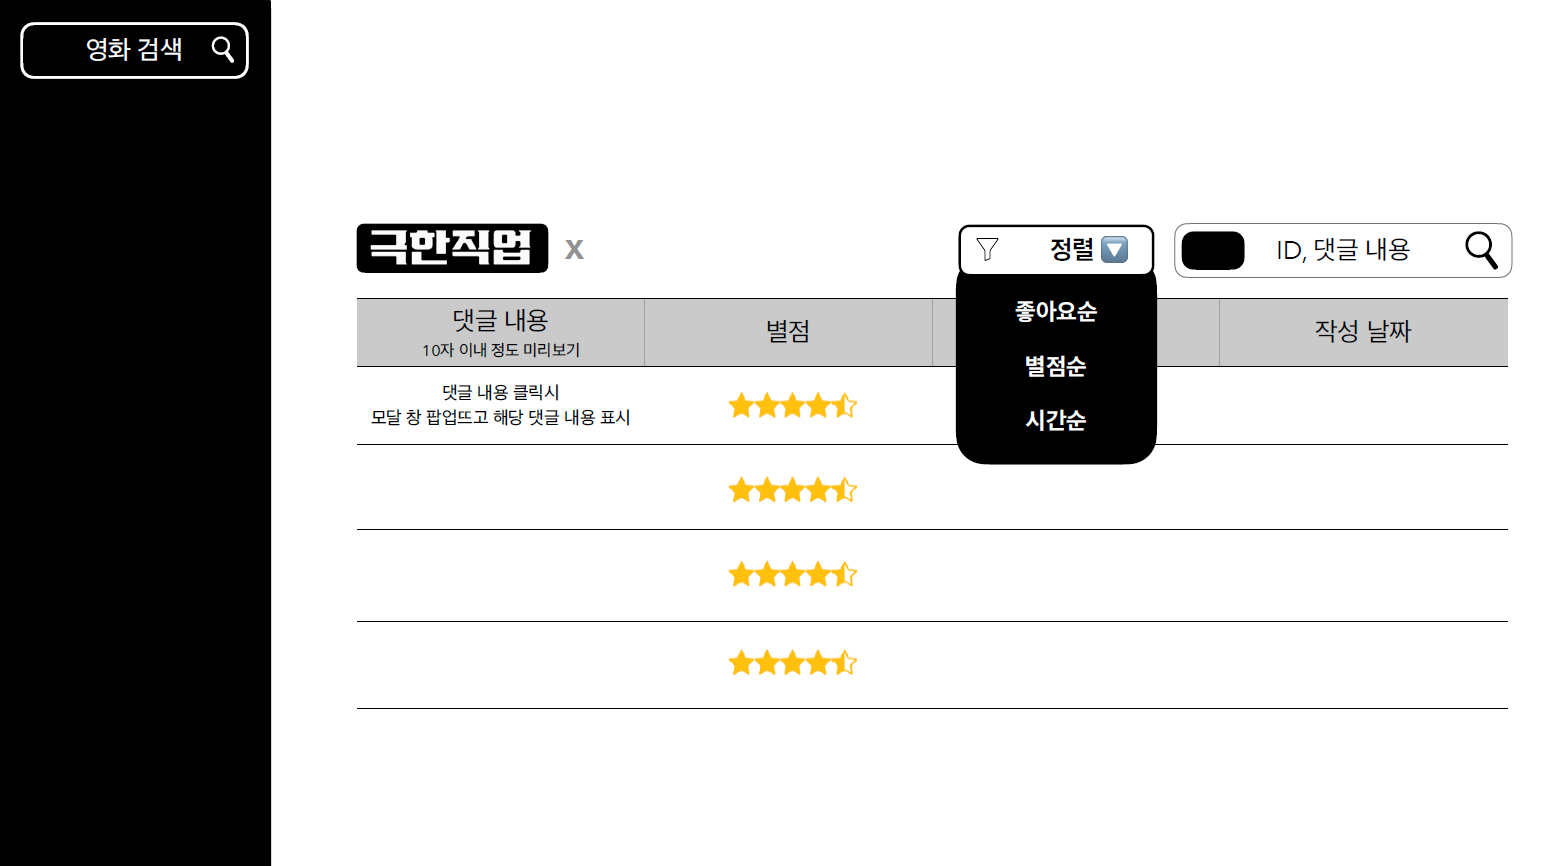 영화 검색
극한직업 X
정렬
ID, 댓글 내용
좋아요순
별점순
시간순
댓글 내용
10자 이내 정도 미리보기
별점
작성 날짜
댓글 내용 클릭시
모달 창 팝업뜨고 해당 댓글 내용 표시